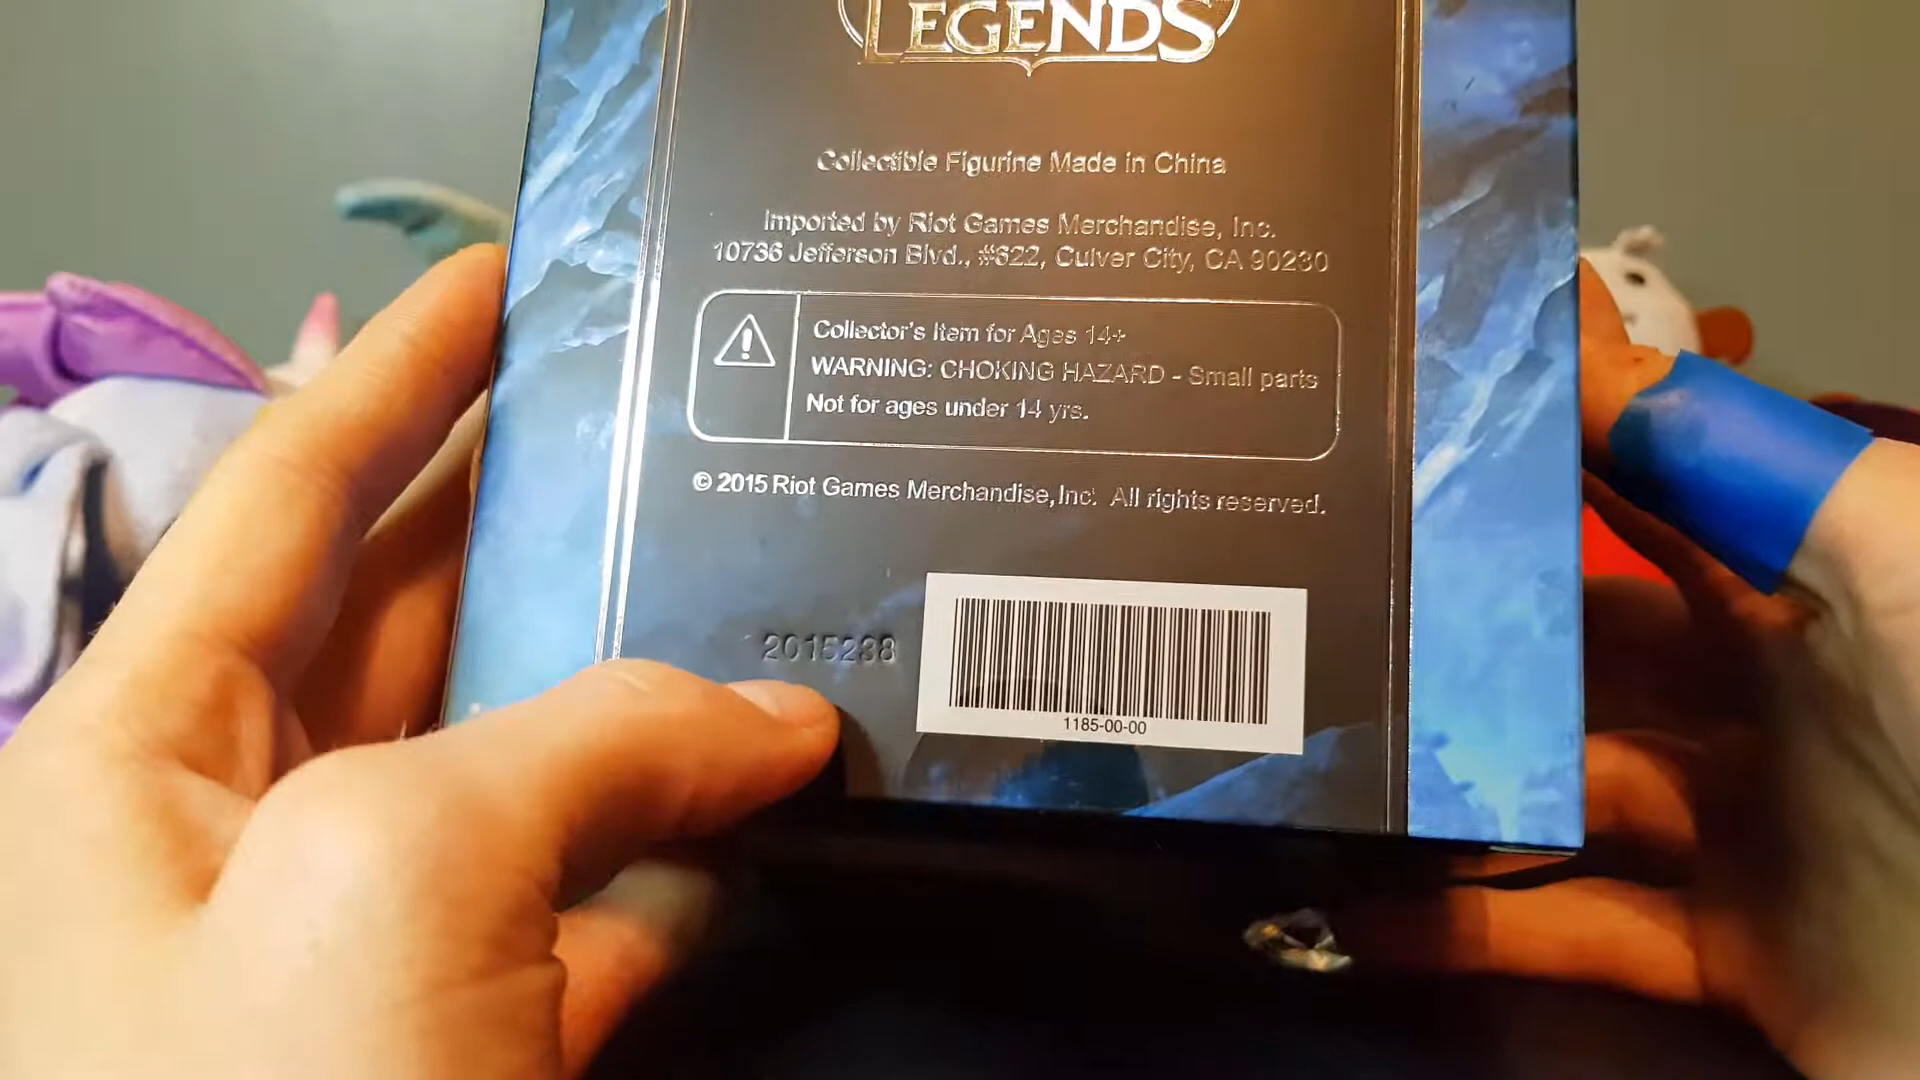 LEGENDS
Collectible Figurine Made in China
Imported by Riot Games Merchandise, Inc.
10736 Jefferson Blvd., #622, Culver City, CA 90230
Collector's Item for Ages 14+
WARNING: CHOKING HAZARD - Small parts
Not for ages under 14 yrs.
© 2015 Riot Games Merchandise, Inc. All rights reserved.
2015238
1185-00-00